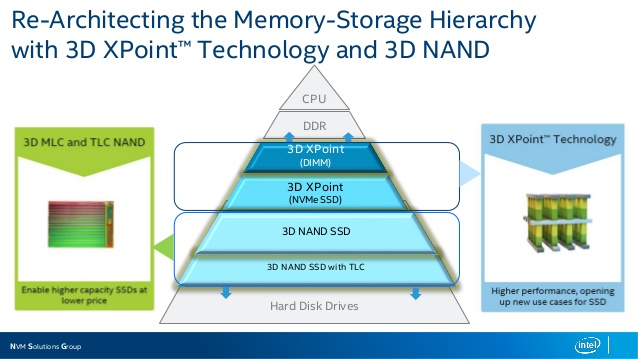 Re-Architecting the Memory-Storage Hierarchy
with 3D XPoint™ Technology and 3D NAND
CPU
DDR
3D MLC and TLC NAND
Enable higher capacity SSDs at
lower price
3D XPoint
(DIMM)
3D XPoint
(NVMe SSD)
3D NAND SSD
3D NAND SSD with TLC
Hard Disk Drives
3D XPoint™ Technology
Higher performance, opening
up new use cases for SSD
NVM Solutions Group
intel